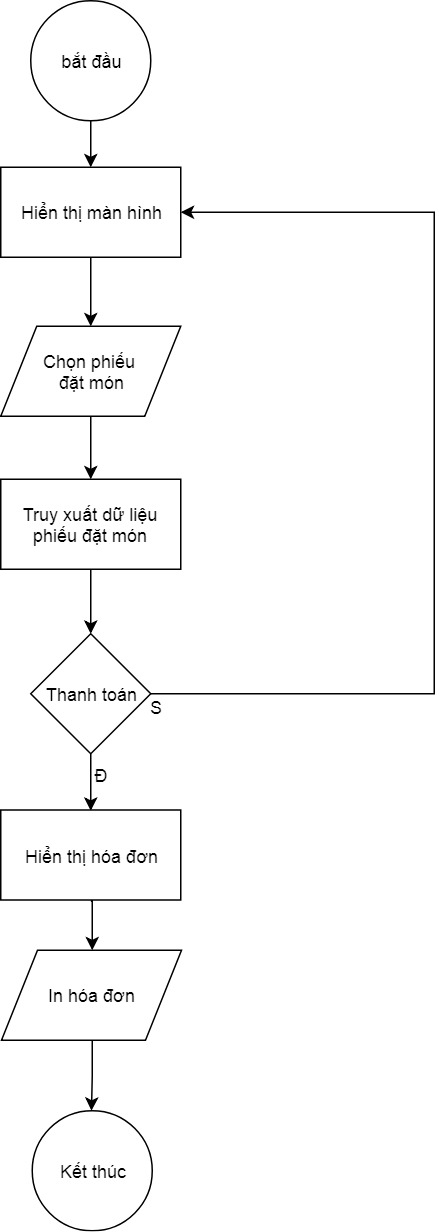 bắt đầu
Hiển thị màn hình
Chọn phiếu
đặt món
Truy xuất dữ liệu
phiếu đặt món
Thanh toán
S
Đ
Hiển thị hóa đơn
In hóa đơn
Kết thúc